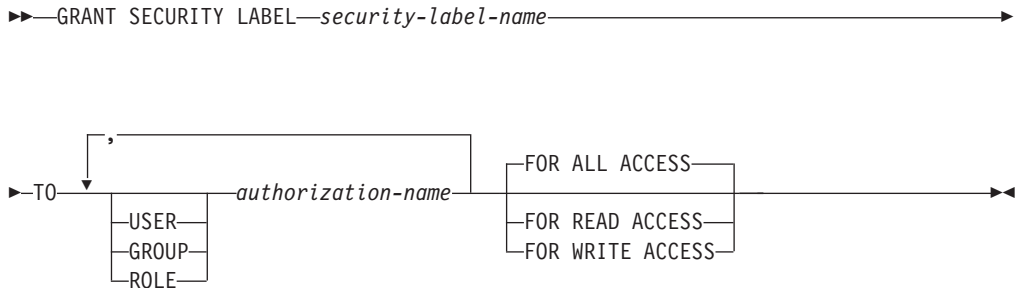 GRANT SECURITY LABEL security-label-name
,
FOR ALL ACCESS
TO authorization-name
USER FOR READ ACCESS
GROUP FOR WRITE ACCESS
ROLE